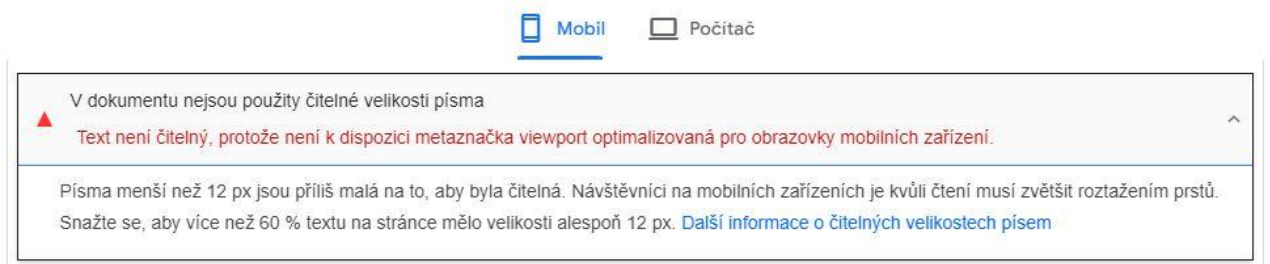 Mobil
Počítač
V dokumentu nejsou použity čitelné velikosti písma
Text není čitelný, protože není k dispozici metaznačka viewport optimalizovaná pro obrazovky mobilních zařízení.
Písma menší než 12 px jsou příliš malá na to, aby byla čitelná. Návštěvníci na mobilních zařízeních je kvůli čtení musí zvětšit roztažením prstů.
Snažte se, aby více než 60 % textu na stránce mělo velikosti alespoň 12 px. Další informace o čitelných velikostech písem